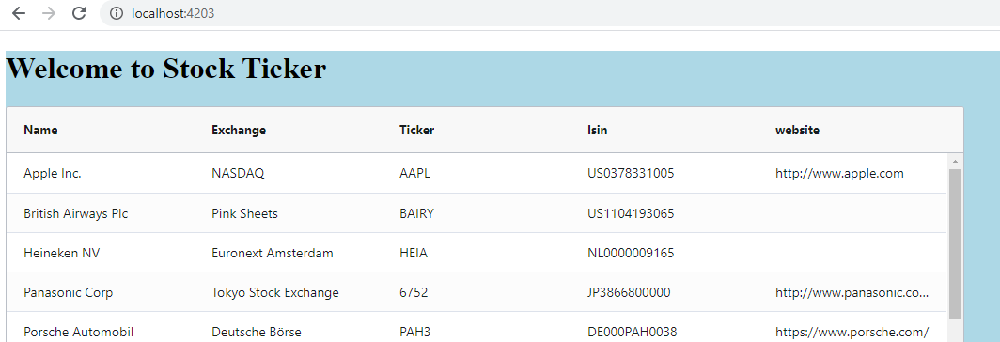 localhost:4203
Welcome to Stock Ticker
Name Exchange Ticker Isin website
Apple Inc. NASDAQ AAPL US0378331005 http://www.apple.com
British Airways Plc Pink Sheets BAIRY US1104193065
Heineken NV Euronext Amsterdam HEIA NL0000009165
Panasonic Corp Tokyo Stock Exchange 6752 JP3866800000 http://www.panasonic.co...
Porsche Automobil Deutsche Börse PAH3 DE000PAH0038 https://www.porsche.com/